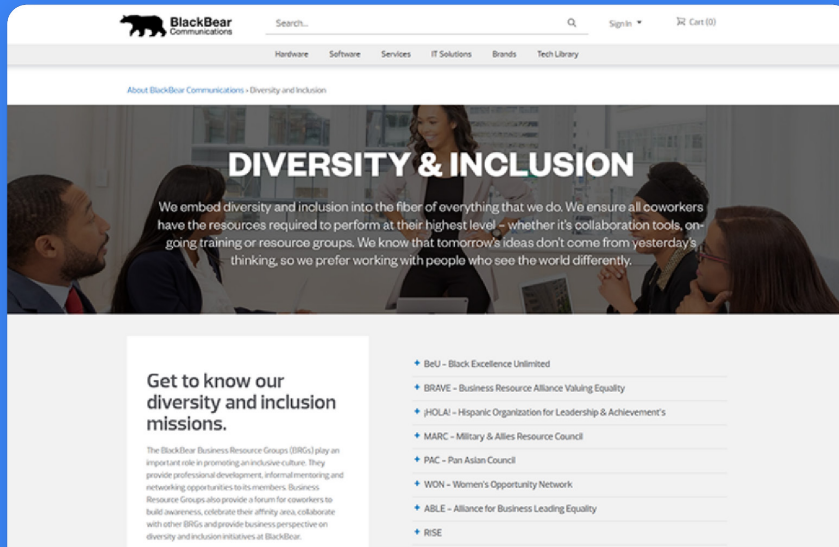 BlackBear
Communications
Search...
Sign In
Cart (0)
Hardware Software Services IT Solutions Brands Tech Library
About BlackBear Communications › Diversity and Inclusion
DIVERSITY & INCLUSION
We embed diversity and inclusion into the fiber of everything that we do. We ensure all coworkers
have the resources required to perform at their highest level – whether it's collaboration tools, on-
going training or resource groups. We know that tomorrow's ideas don't come from yesterday's
thinking, so we prefer working with people who see the world differently.
Get to know our
diversity and inclusion
missions.
The BlackBear Business Resource Groups (BRGs) play an
important role in promoting an inclusive culture. They
provide professional development, informal mentoring and
networking opportunities to its members. Business
Resource Groups also provide a forum for coworkers to
build awareness, celebrate their affinity area, collaborate
with other BRGs and provide business perspective on
diversity and inclusion initiatives at BlackBear.
BeU – Black Excellence Unlimited
BRAVE – Business Resource Alliance Valuing Equality
¡HOLA! – Hispanic Organization for Leadership & Achievement's
MARC – Military & Allies Resource Council
PAC – Pan Asian Council
WON – Women's Opportunity Network
ABLE – Alliance for Business Leading Equality
RISE